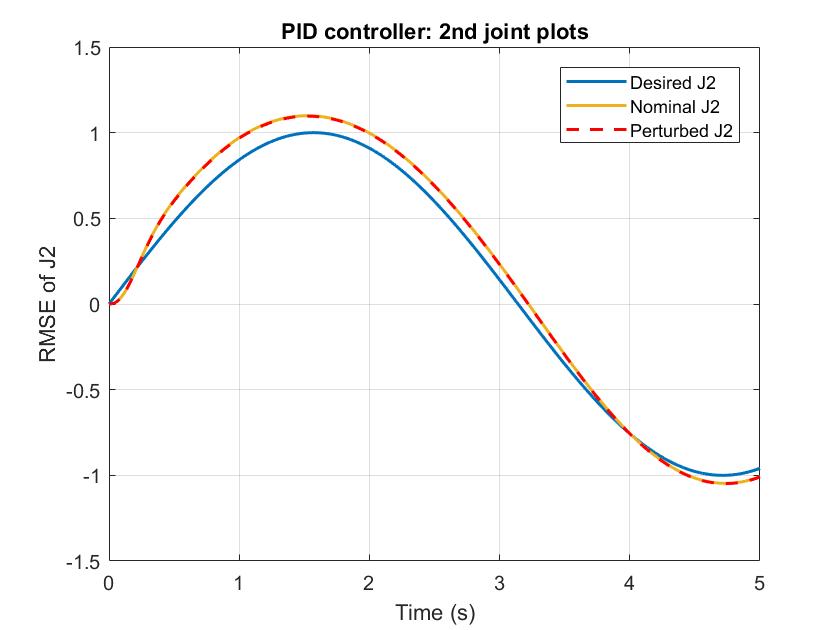 PID controller: 2nd joint plots
1.5
1
0.5
0
-0.5
-1
-1.5
RMSE of J2
Desired J2
Nominal J2
Perturbed J2
0 1 2 3 4 5
Time (s)